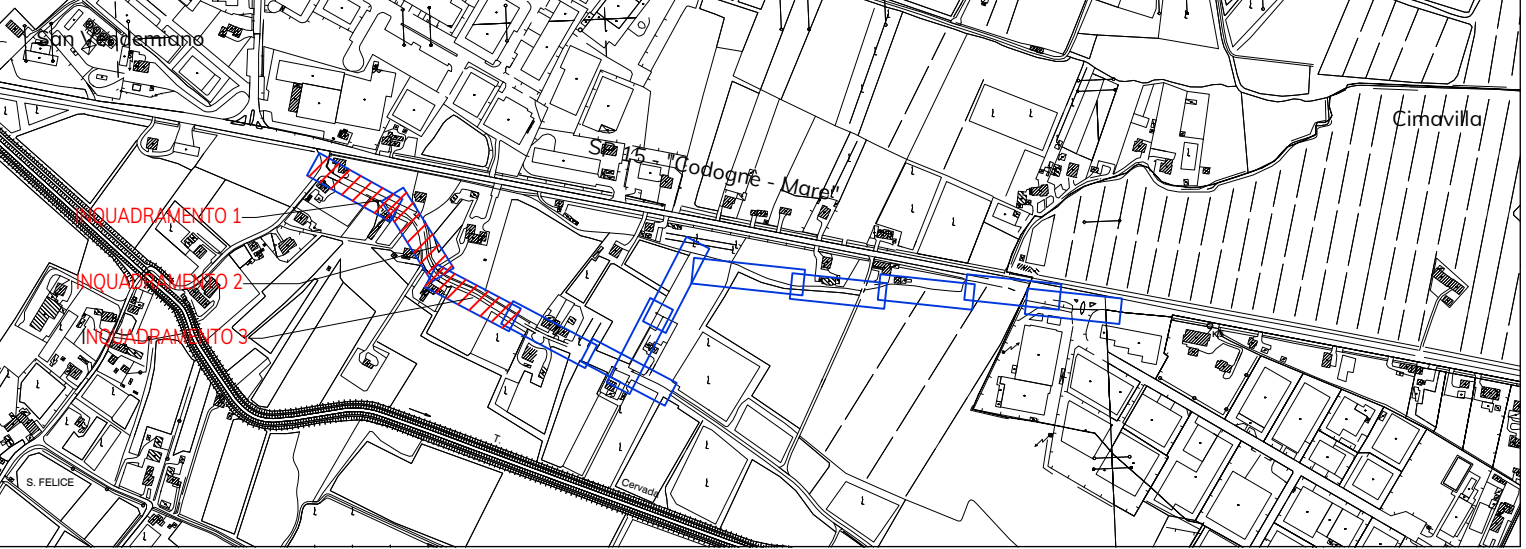 San Vendemiano
Cimavilla
SP 15 - "Codognè - Mare"
INQUADRAMENTO 1
INQUADRAMENTO 2
INQUADRAMENTO 3
T.
Cervada
S. FELICE